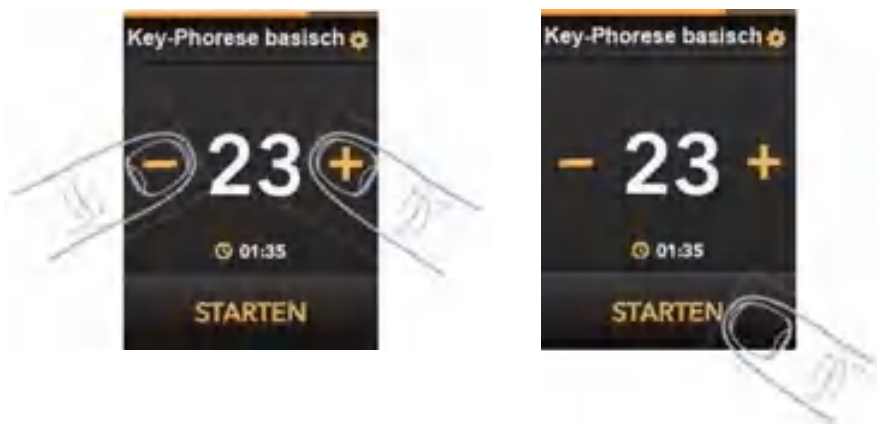 Key-Phorese basisch
− 23 +
01:35
STARTEN
Key-Phorese basisch
− 23 +
01:35
STARTEN